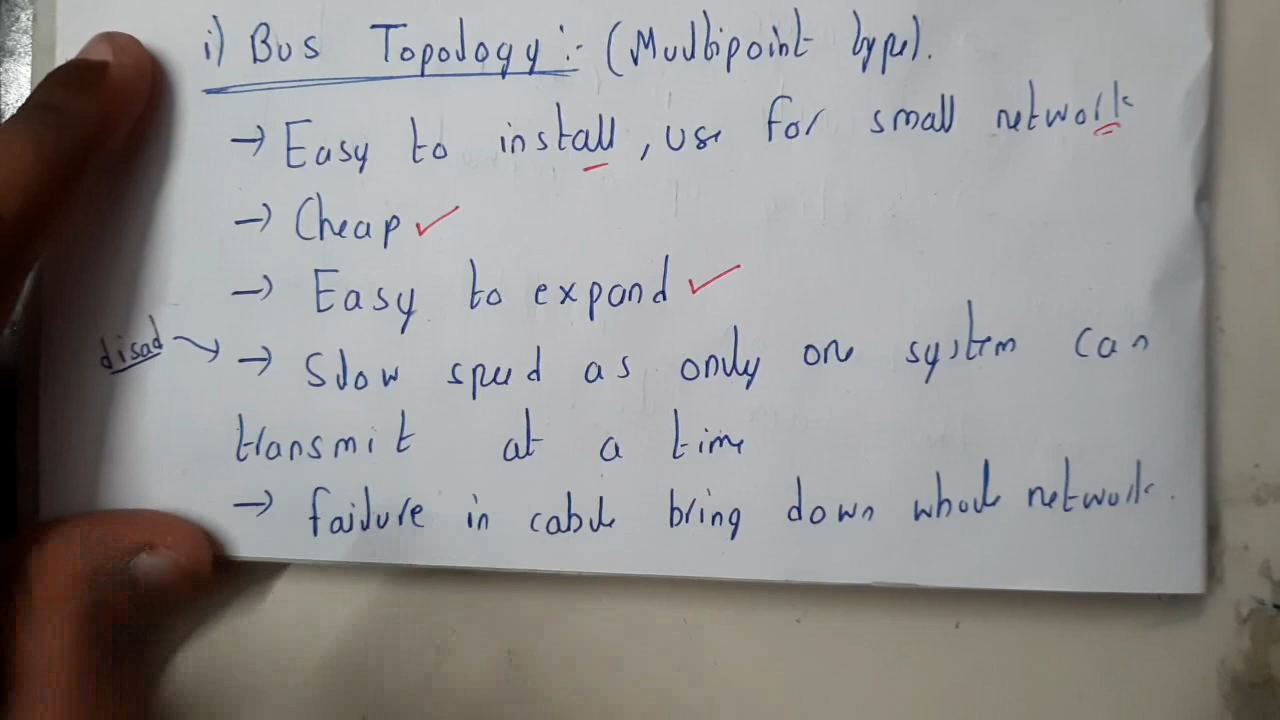 i) Bus Topology :- (Multipoint type).
→ Easy to install, use for small network
→ Cheap ✓
→ Easy to expand ✓
disad → → Slow speed as only one system can
transmit at a time
→ failure in cable bring down whole network.